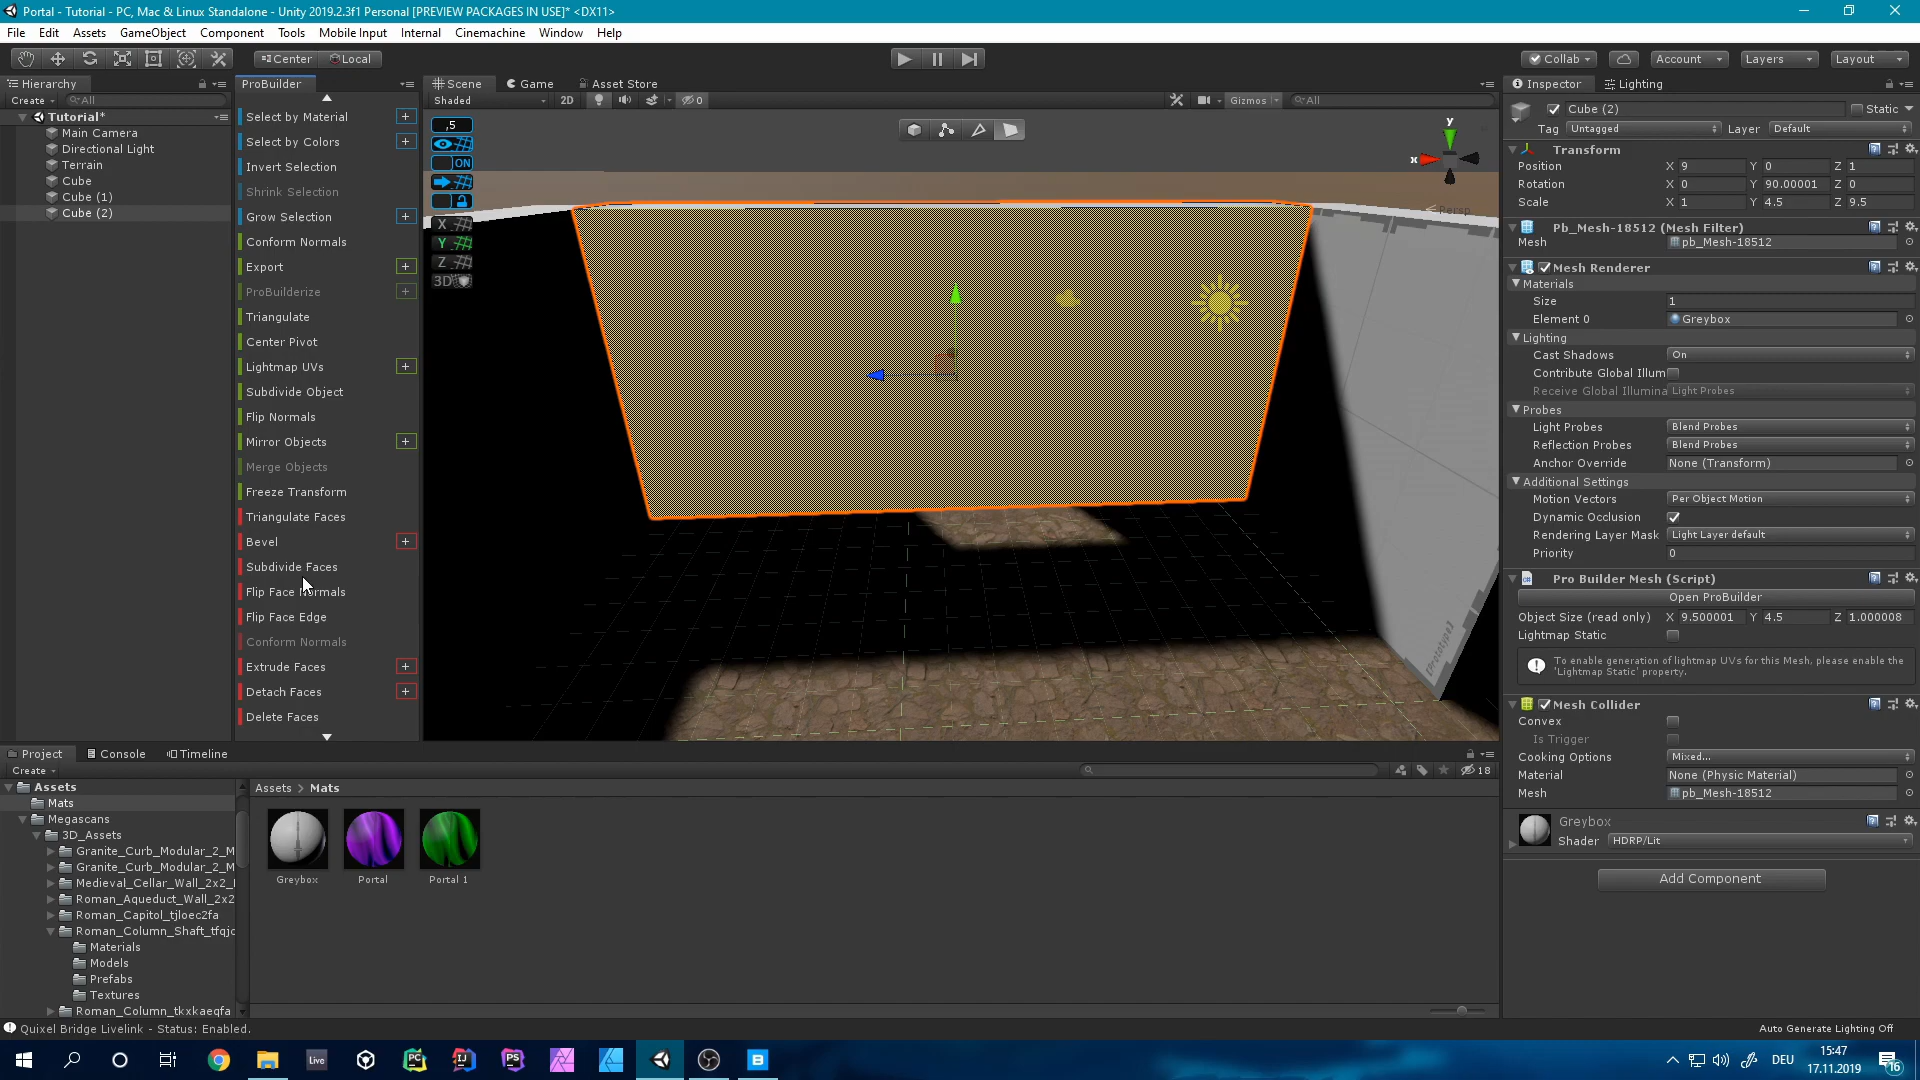 Portal - Tutorial - PC, Mac & Linux Standalone - Unity 2019.2.3f1 Personal [PREVIEW PACKAGES IN USE]* <DX11>
File Edit Assets GameObject Component Tools Mobile Input Internal Cinemachine Window Help
Center Local Collab Account Layers Layout
Hierarchy
Create All
Tutorial*
Main Camera
Directional Light
Terrain
Cube
Cube (1)
Cube (2)
ProBuilder
Select by Material +
Select by Colors +
Invert Selection
Shrink Selection
Grow Selection +
Conform Normals
Export +
ProBuilderize +
Triangulate
Center Pivot
Lightmap UVs +
Subdivide Object
Flip Normals
Mirror Objects +
Merge Objects
Freeze Transform
Triangulate Faces
Bevel +
Subdivide Faces
Flip Face Normals
Flip Face Edge
Conform Normals
Extrude Faces +
Detach Faces +
Delete Faces
Scene Game Asset Store
Shaded 2D 0 Gizmos All
,5
ON
X
Y
Z
3D
y
x
Persp
Inspector Lighting
Cube (2) Static
Tag Untagged Layer Default
Transform
Position X 9 Y 0 Z 1
Rotation X 0 Y 90.00001 Z 0
Scale X 1 Y 4.5 Z 9.5
Pb_Mesh-18512 (Mesh Filter)
Mesh pb_Mesh-18512
Mesh Renderer
Materials
Size 1
Element 0 Greybox
Lighting
Cast Shadows On
Contribute Global Illum
Receive Global Illumina Light Probes
Probes
Light Probes Blend Probes
Reflection Probes Blend Probes
Anchor Override None (Transform)
Additional Settings
Motion Vectors Per Object Motion
Dynamic Occlusion
Rendering Layer Mask Light Layer default
Priority 0
Pro Builder Mesh (Script)
Open ProBuilder
Object Size (read only) X 9.500001 Y 4.5 Z 1.000008
Lightmap Static
To enable generation of lightmap UVs for this Mesh, please enable the
'Lightmap Static' property.
Mesh Collider
Convex
Is Trigger
Cooking Options Mixed...
Material None (Physic Material)
Mesh pb_Mesh-18512
Greybox
Shader HDRP/Lit
Add Component
Project Console Timeline
Create 18
Assets
Mats
Megascans
3D_Assets
Granite_Curb_Modular_2_M
Granite_Curb_Modular_2_M
Medieval_Cellar_Wall_2x2_
Roman_Aqueduct_Wall_2x2
Roman_Capitol_tjloec2fa
Roman_Column_Shaft_tfqjc
Materials
Models
Prefabs
Textures
Roman_Column_tkxkaeqfa
Assets > Mats
Greybox Portal Portal 1
Quixel Bridge Livelink - Status: Enabled.
Auto Generate Lighting Off
Live PC IJ PS
DEU
15:47
17.11.2019
16